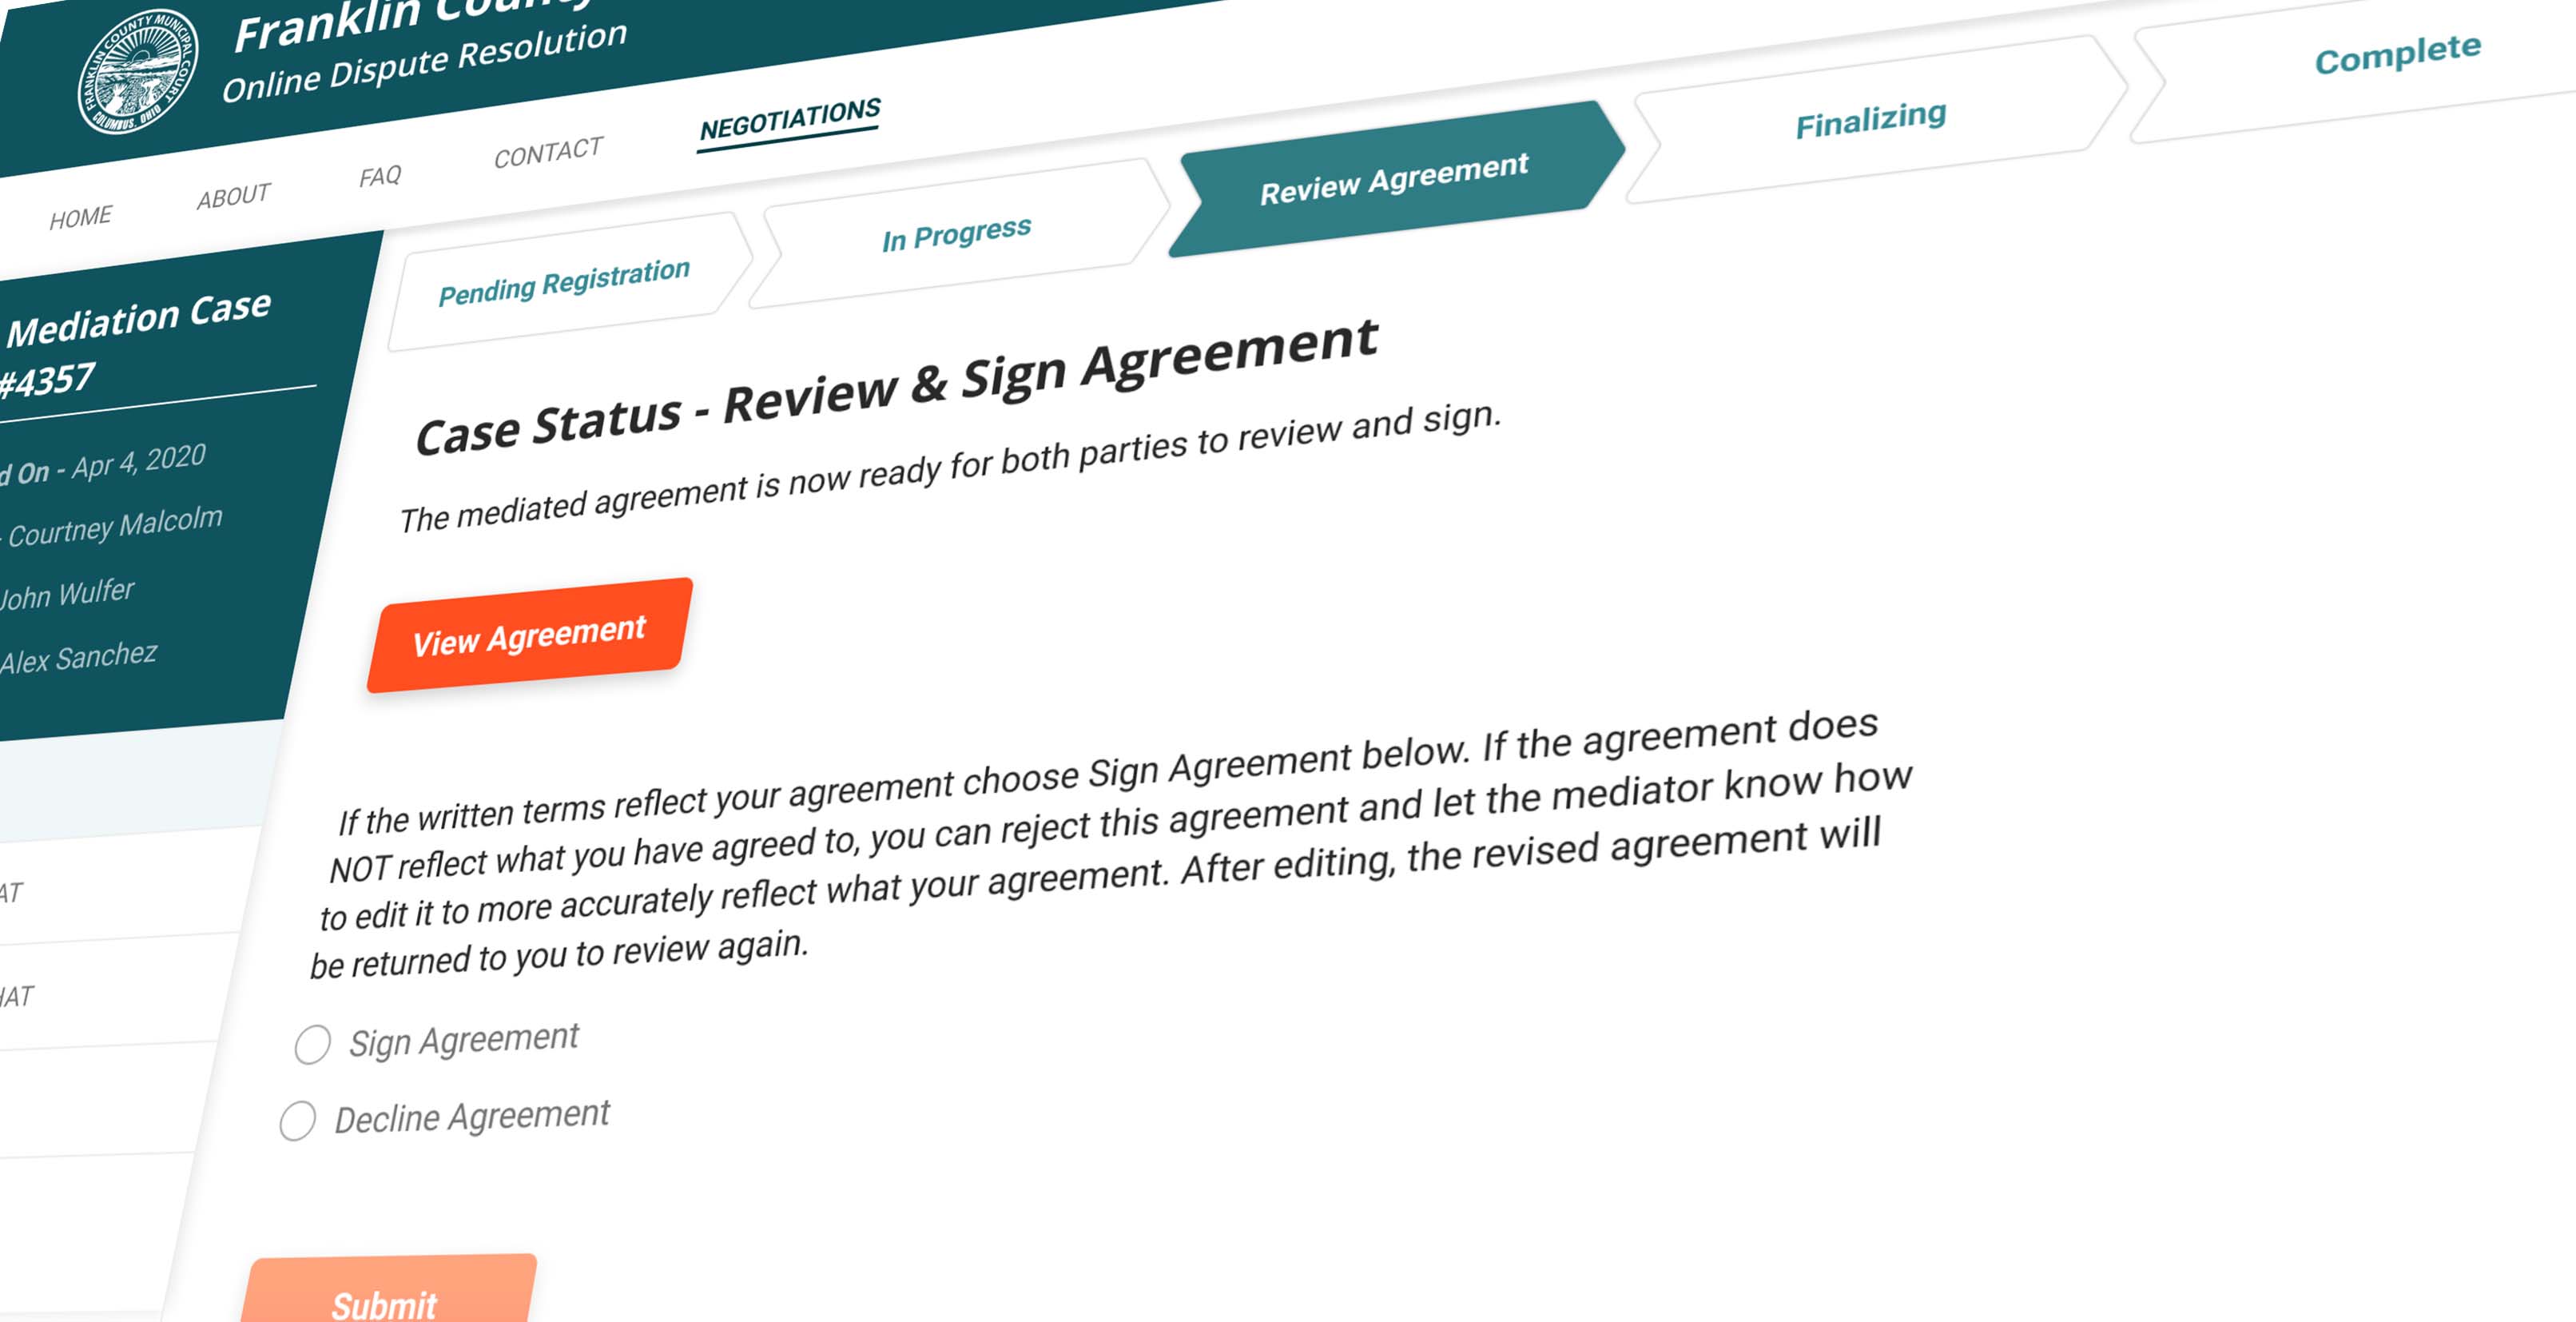 FRANKLIN COUNTY MUNICIPAL COURT
COLUMBUS, OHIO
Franklin County
Online Dispute Resolution
HOME
ABOUT
FAQ
CONTACT
NEGOTIATIONS
Pending Registration
In Progress
Review Agreement
Finalizing
Complete
Mediation Case
#4357
d On - Apr 4, 2020
- Courtney Malcolm
John Wulfer
Alex Sanchez
AT
HAT
Case Status - Review & Sign Agreement
The mediated agreement is now ready for both parties to review and sign.
View Agreement
If the written terms reflect your agreement choose Sign Agreement below. If the agreement does
NOT reflect what you have agreed to, you can reject this agreement and let the mediator know how
to edit it to more accurately reflect what your agreement. After editing, the revised agreement will
be returned to you to review again.
Sign Agreement
Decline Agreement
Submit